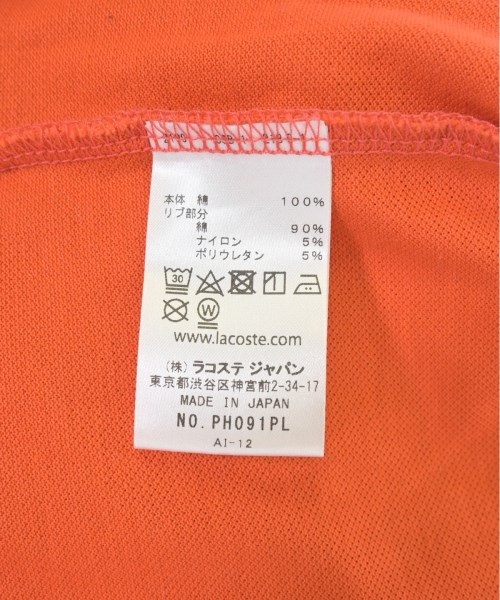 本体 綿 100%
リブ部分
綿 90%
ナイロン 5%
ポリウレタン 5%
30
W
www.lacoste.com
(株) ラコステ ジャパン
東京都渋谷区神宮前2-34-17
MADE IN JAPAN
NO. PH091PL
AI-12